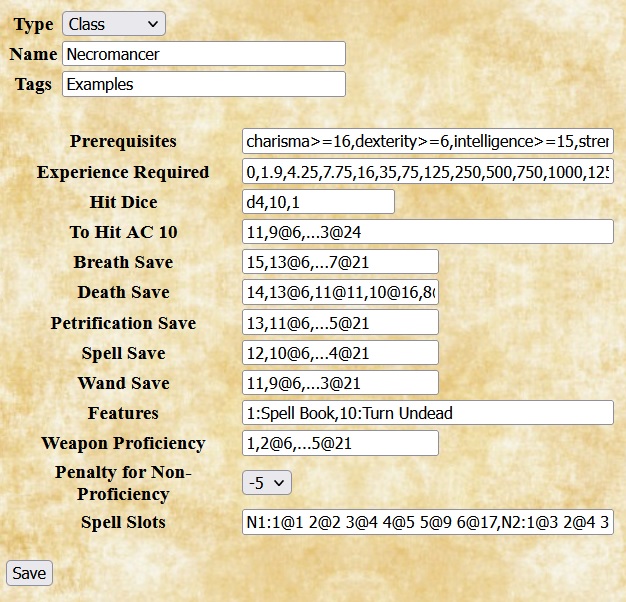 Type Class
Name Necromancer
Tags Examples
Prerequisites charisma>=16,dexterity>=6,intelligence>=15,stren
Experience Required 0,1.9,4.25,7.75,16,35,75,125,250,500,750,1000,125
Hit Dice d4,10,1
To Hit AC 10 11,9@6,...3@24
Breath Save 15,13@6,...7@21
Death Save 14,13@6,11@11,10@16,8(
Petrification Save 13,11@6,...5@21
Spell Save 12,10@6,...4@21
Wand Save 11,9@6,...3@21
Features 1:Spell Book,10:Turn Undead
Weapon Proficiency 1,2@6,...5@21
Penalty for Non-
Proficiency -5
Spell Slots N1:1@1 2@2 3@4 4@5 5@9 6@17,N2:1@3 2@4 3
Save